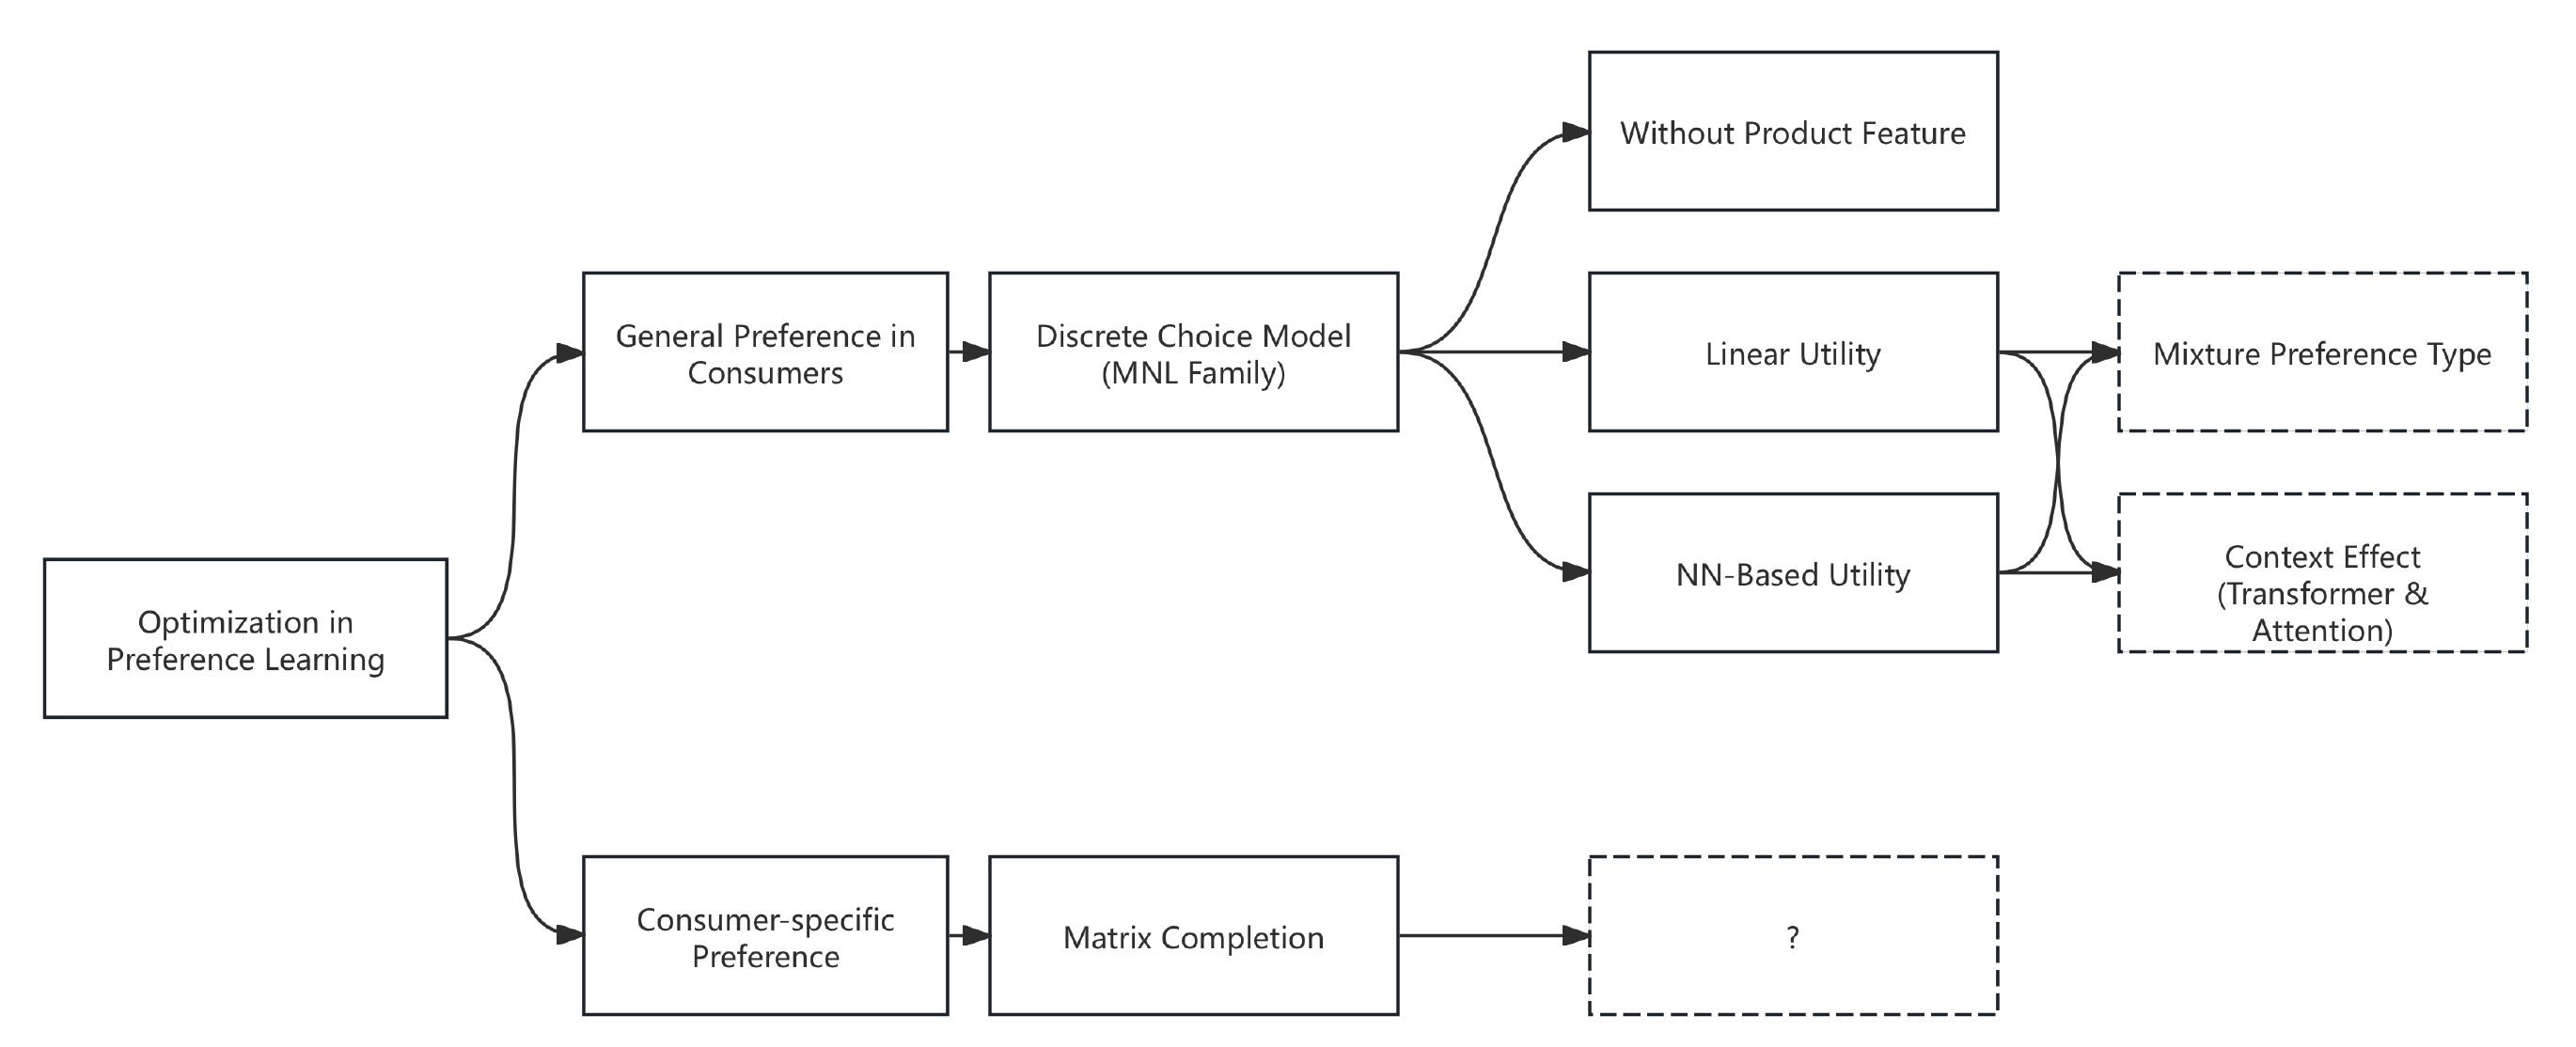 Without Product Feature
General Preference in
Consumers
Discrete Choice Model
(MNL Family)
Linear Utility
Mixture Preference Type
NN-Based Utility
Context Effect
(Transformer &
Attention)
Optimization in
Preference Learning
Consumer-specific
Preference
Matrix Completion
?